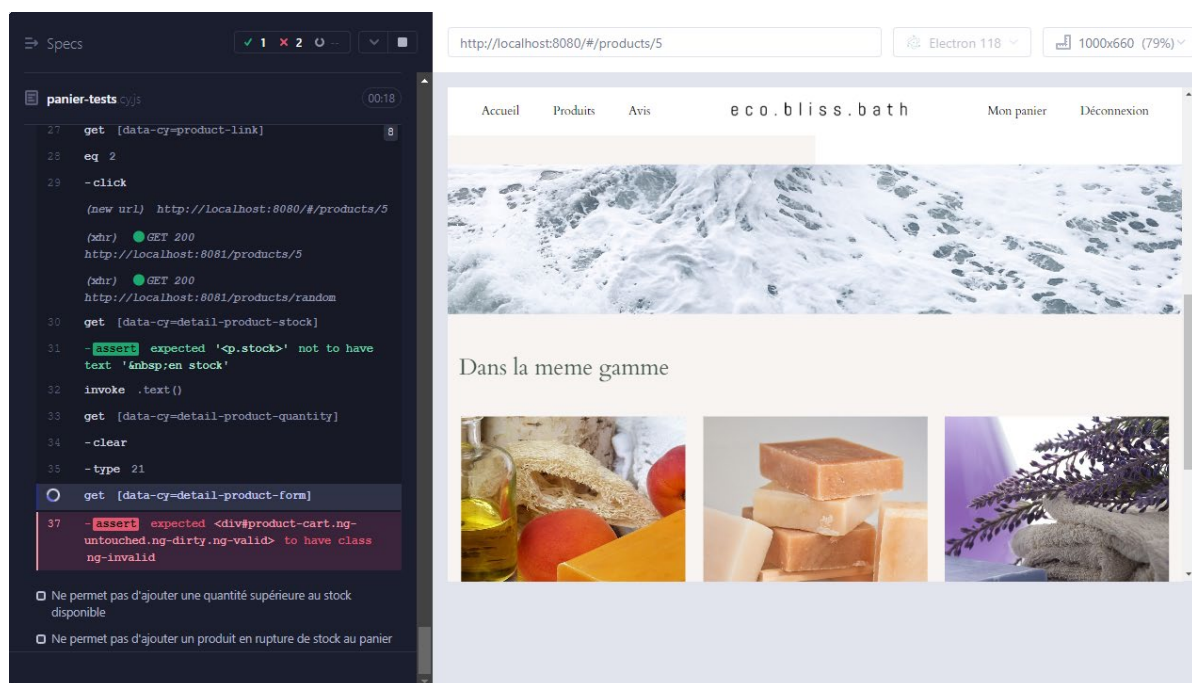 Specs
1 2 --
http://localhost:8080/#/products/5
Electron 118
1000x660 (79%)
panier-tests.cy.js
00:18
27 get [data-cy=product-link] 8
28 eq 2
29 -click
(new url) http://localhost:8080/#/products/5
(xhr) GET 200
http://localhost:8081/products/5
(xhr) GET 200
http://localhost:8081/products/random
30 get [data-cy=detail-product-stock]
31 -assert expected '<p.stock>' not to have
text '&nbsp;en stock'
32 invoke .text()
33 get [data-cy=detail-product-quantity]
34 -clear
35 -type 21
get [data-cy=detail-product-form]
37 -assert expected <div#product-cart.ng-
untouched.ng-dirty.ng-valid> to have class
ng-invalid
Ne permet pas d'ajouter une quantité supérieure au stock
disponible
Ne permet pas d'ajouter un produit en rupture de stock au panier
Accueil Produits Avis eco.bliss.bath Mon panier Déconnexion
Dans la meme gamme